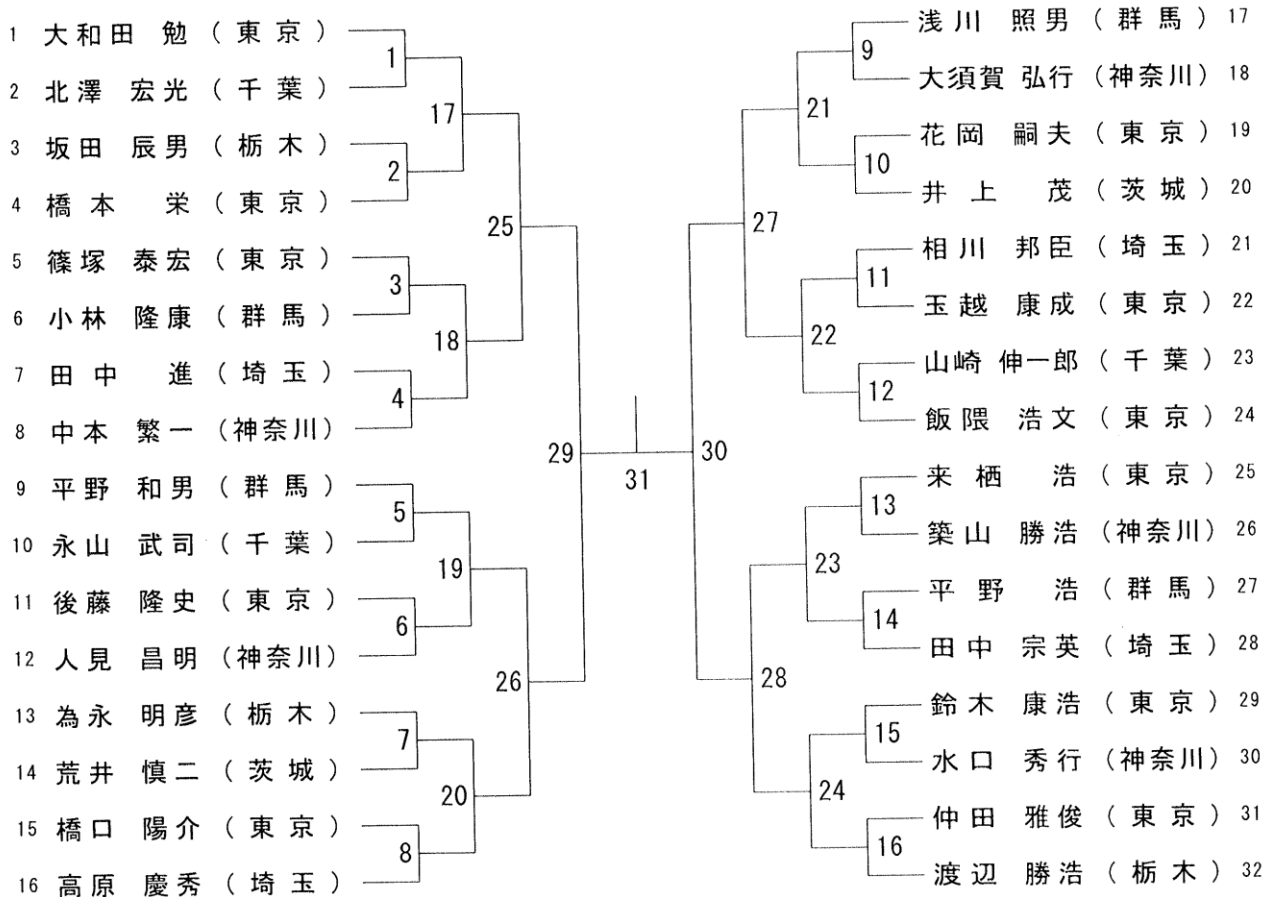 1 大和田 勉 (東京)
2 北澤 宏光 (千葉)
3 坂田 辰男 (栃木)
4 橋本 栄 (東京)
5 篠塚 泰宏 (東京)
6 小林 隆康 (群馬)
7 田中 進 (埼玉)
8 中本 繁一 (神奈川)
9 平野 和男 (群馬)
10 永山 武司 (千葉)
11 後藤 隆史 (東京)
12 人見 昌明 (神奈川)
13 為永 明彦 (栃木)
14 荒井 慎二 (茨城)
15 橋口 陽介 (東京)
16 高原 慶秀 (埼玉)
1
2
3
4
5
6
7
8
17
18
19
20
25
26
29
31
30
27
28
21
22
23
24
9
10
11
12
13
14
15
16
浅川 照男 (群馬) 17
大須賀 弘行 (神奈川) 18
花岡 嗣夫 (東京) 19
井上 茂 (茨城) 20
相川 邦臣 (埼玉) 21
玉越 康成 (東京) 22
山崎 伸一郎 (千葉) 23
飯隈 浩文 (東京) 24
来栖 浩 (東京) 25
築山 勝浩 (神奈川) 26
平野 浩 (群馬) 27
田中 宗英 (埼玉) 28
鈴木 康浩 (東京) 29
水口 秀行 (神奈川) 30
仲田 雅俊 (東京) 31
渡辺 勝浩 (栃木) 32